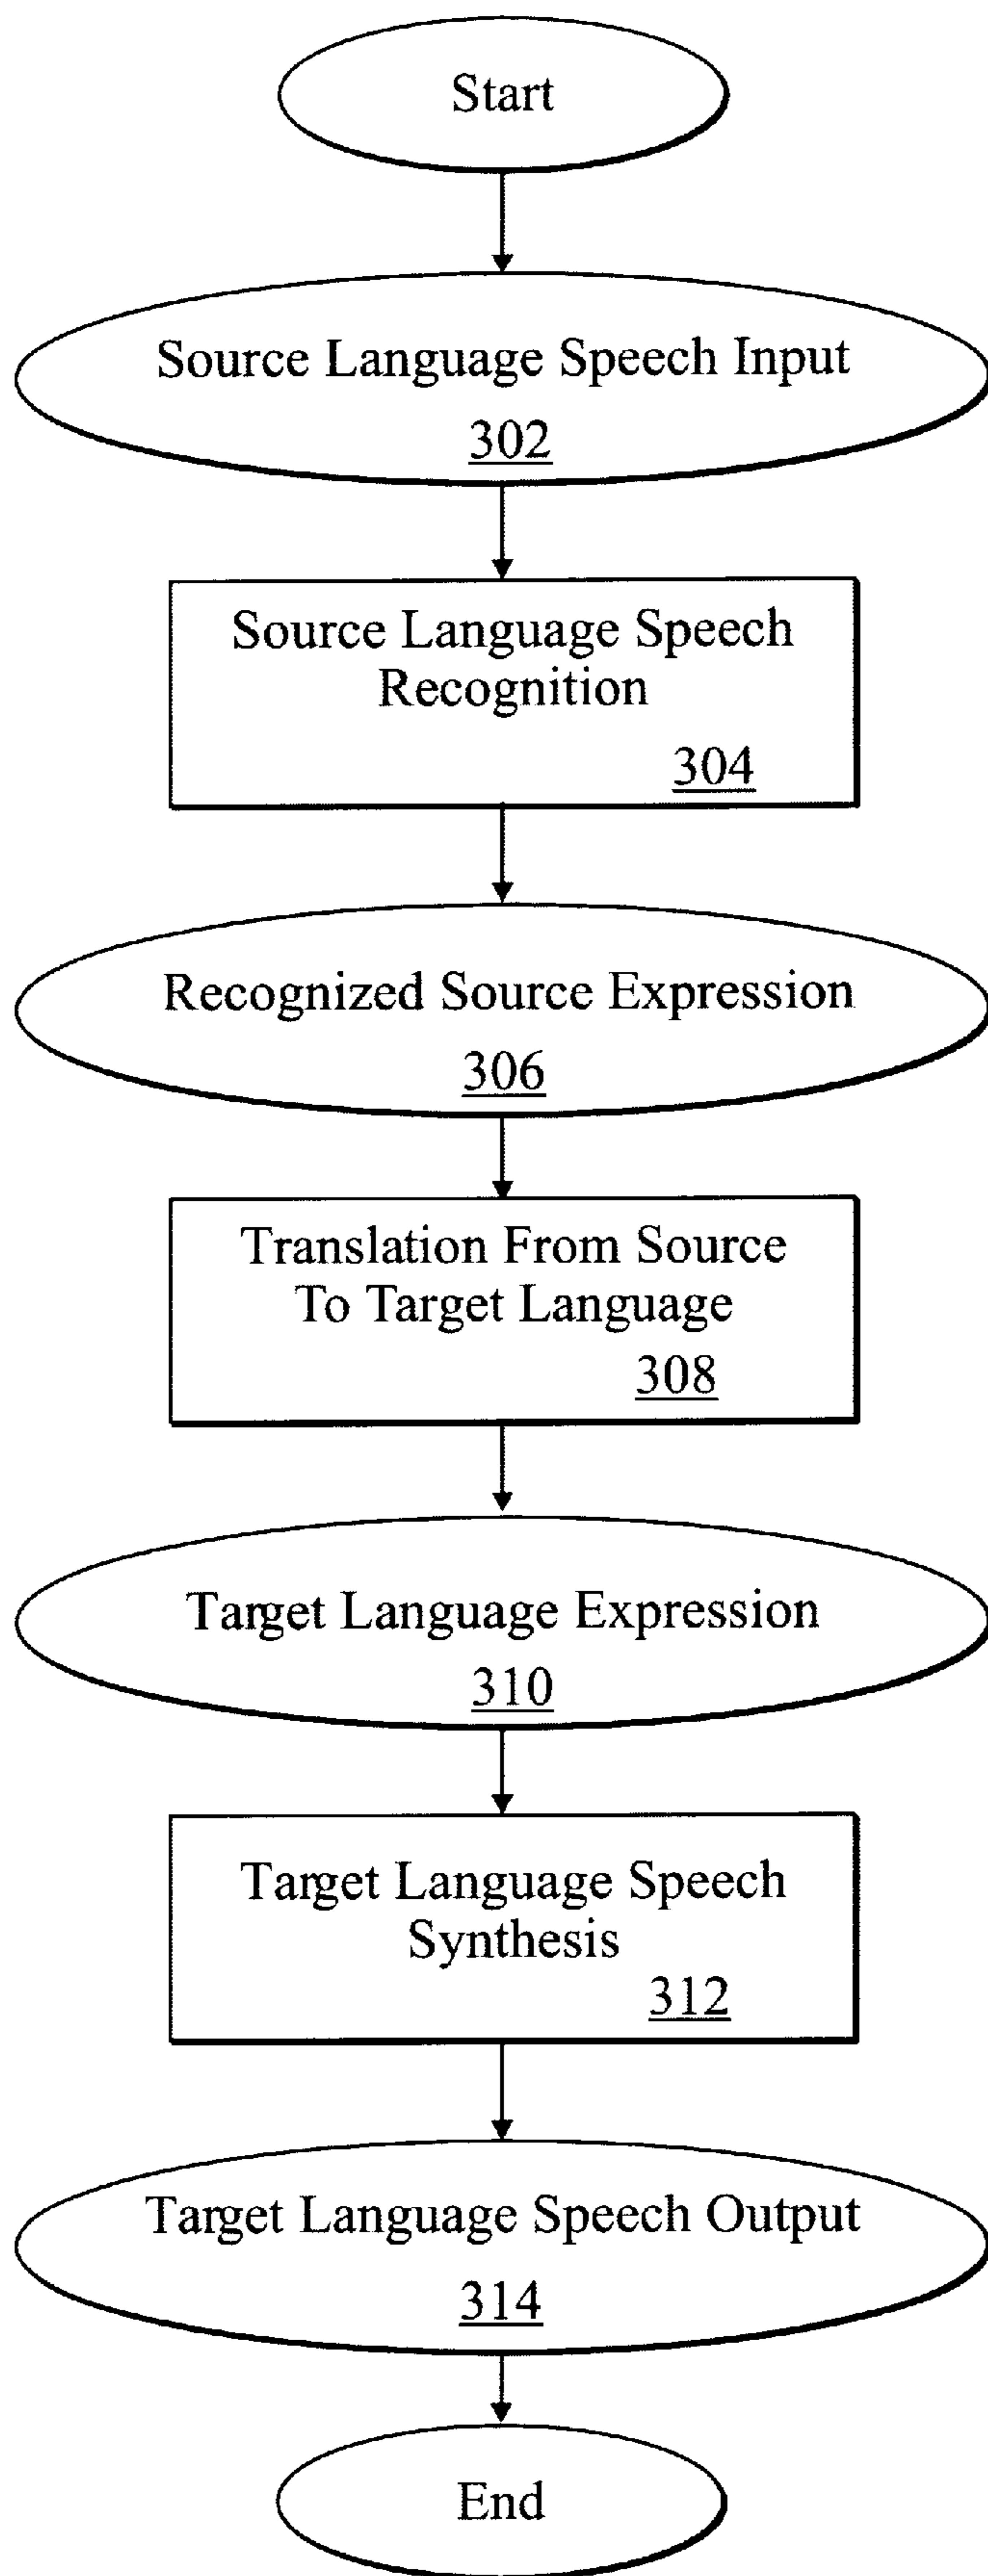 Start
Source Language Speech Input
302
Source Language Speech
Recognition
304
Recognized Source Expression
306
Translation From Source
To Target Language
308
Target Language Expression
310
Target Language Speech
Synthesis
312
Target Language Speech Output
314
End